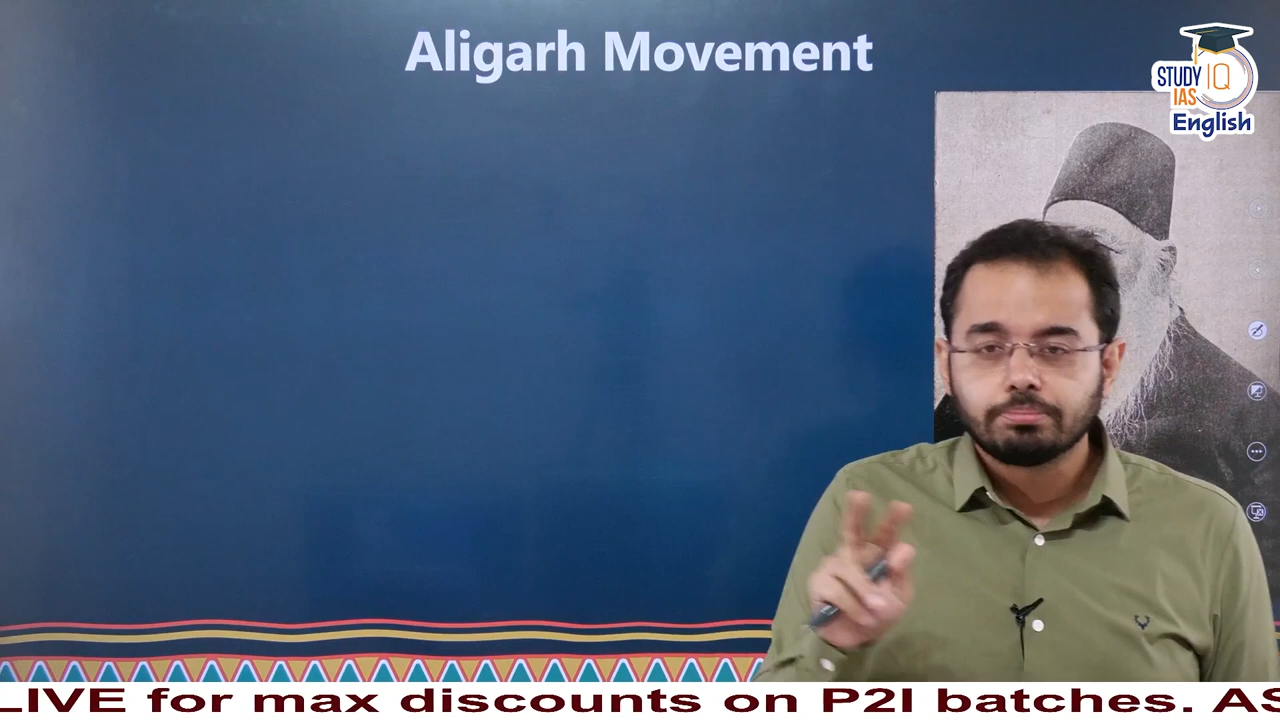 Aligarh Movement
STUDY IQ
IAS
English
LIVE for max discounts on P2I batches. AS